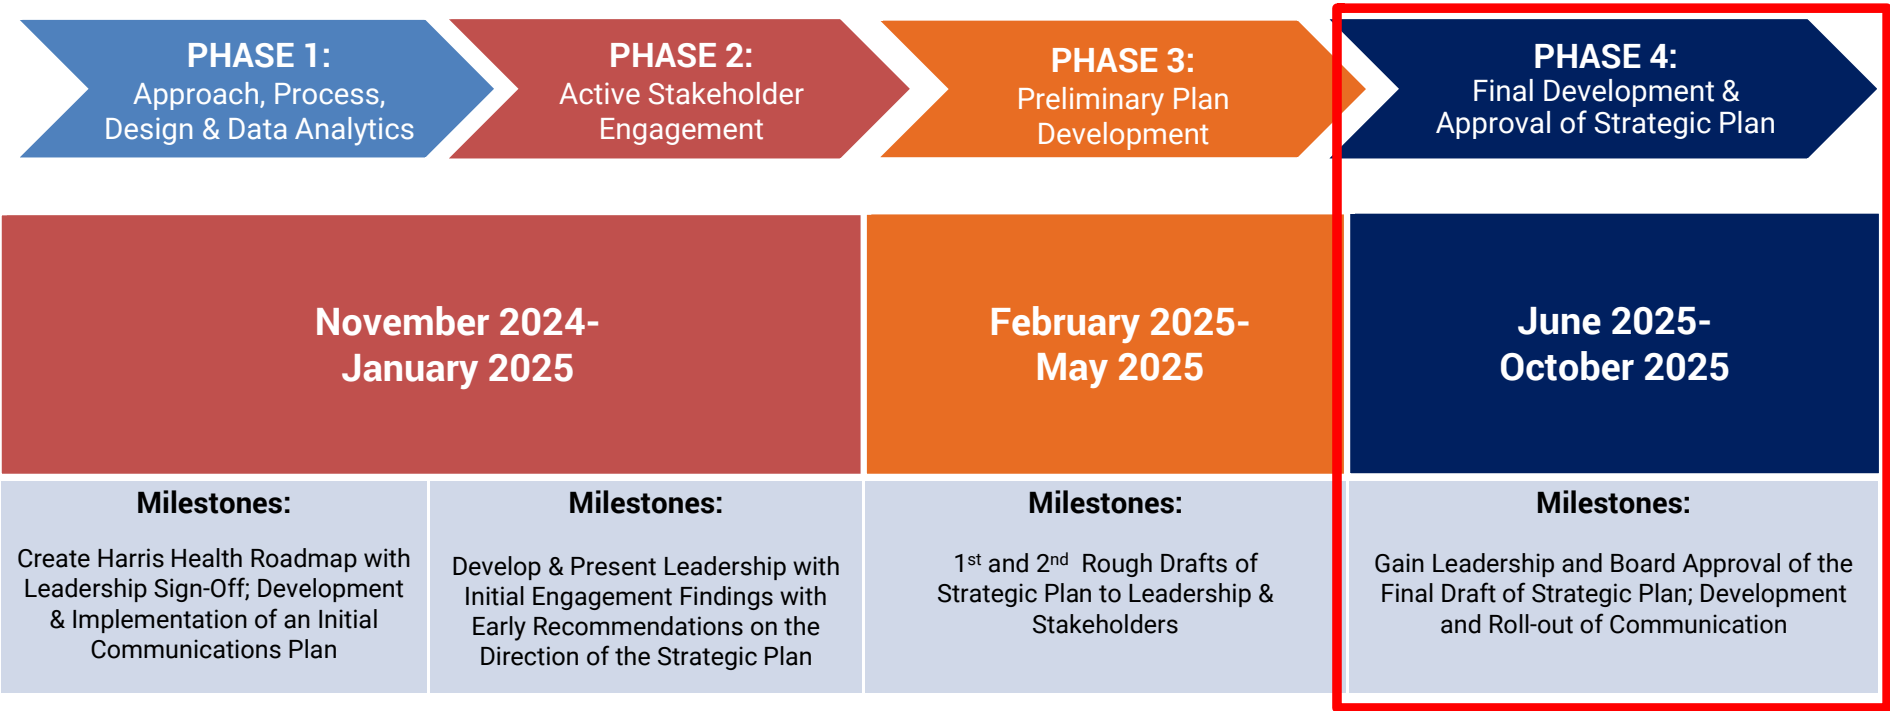 PHASE 1:
Approach, Process,
Design & Data Analytics
PHASE 2:
Active Stakeholder
Engagement
PHASE 3:
Preliminary Plan
Development
PHASE 4:
Final Development &
Approval of Strategic Plan
November 2024-
January 2025
February 2025-
May 2025
June 2025-
October 2025
Milestones:
Create Harris Health Roadmap with
Leadership Sign-Off; Development
& Implementation of an Initial
Communications Plan
Milestones:
Develop & Present Leadership with
Initial Engagement Findings with
Early Recommendations on the
Direction of the Strategic Plan
Milestones:
1st and 2nd Rough Drafts of
Strategic Plan to Leadership &
Stakeholders
Milestones:
Gain Leadership and Board Approval of the
Final Draft of Strategic Plan; Development
and Roll-out of Communication